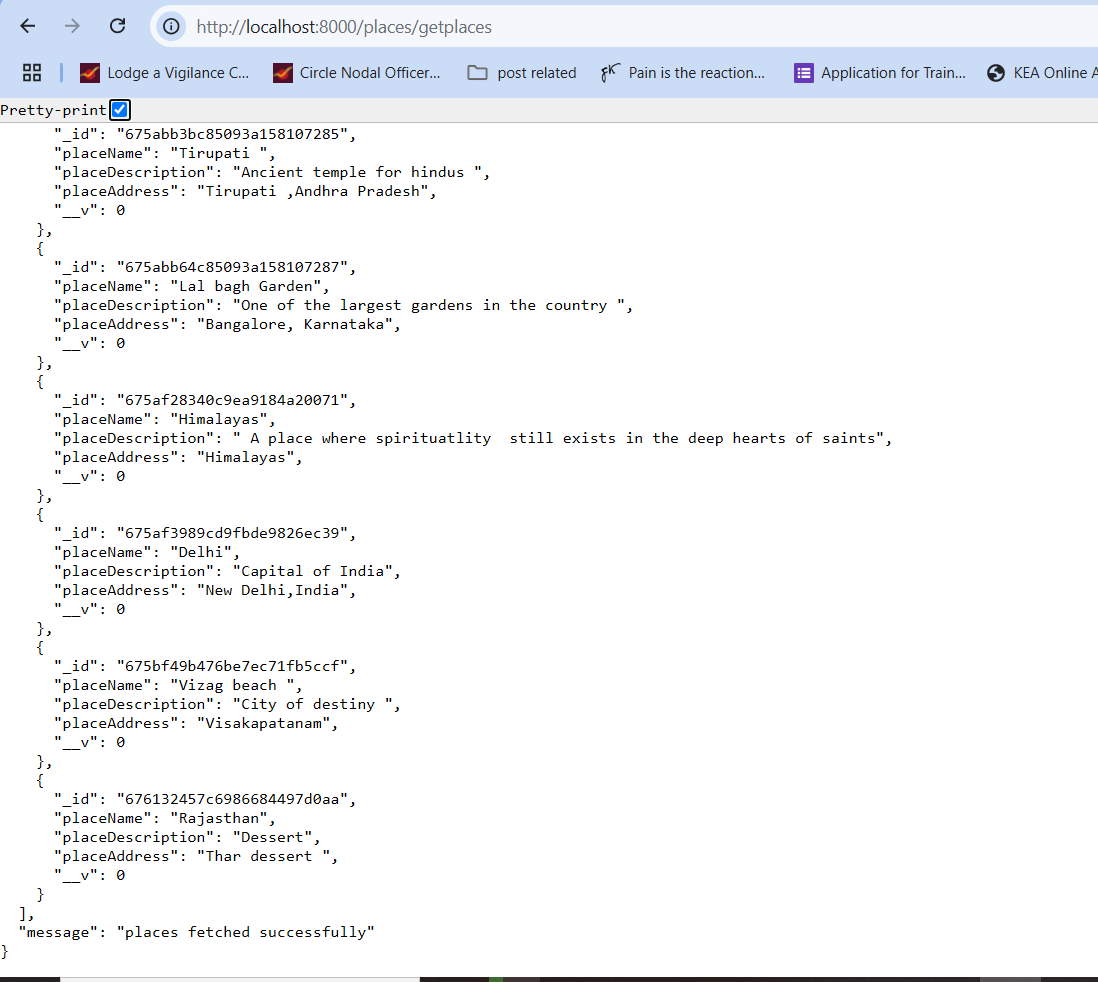 http://localhost:8000/places/getplaces
Lodge a Vigilance C... Circle Nodal Officer... post related Pain is the reaction... Application for Train... KEA Online A
Pretty-print
"_id": "675abb3bc85093a158107285",
"placeName": "Tirupati ",
"placeDescription": "Ancient temple for hindus ",
"placeAddress": "Tirupati ,Andhra Pradesh",
"__v": 0
},
{
"_id": "675abb64c85093a158107287",
"placeName": "Lal bagh Garden",
"placeDescription": "One of the largest gardens in the country ",
"placeAddress": "Bangalore, Karnataka",
"__v": 0
},
{
"_id": "675af28340c9ea9184a20071",
"placeName": "Himalayas",
"placeDescription": " A place where spirituatlity  still exists in the deep hearts of saints",
"placeAddress": "Himalayas",
"__v": 0
},
{
"_id": "675af3989cd9fbde9826ec39",
"placeName": "Delhi",
"placeDescription": "Capital of India",
"placeAddress": "New Delhi,India",
"__v": 0
},
{
"_id": "675bf49b476be7ec71fb5ccf",
"placeName": "Vizag beach ",
"placeDescription": "City of destiny ",
"placeAddress": "Visakapatanam",
"__v": 0
},
{
"_id": "676132457c6986684497d0aa",
"placeName": "Rajasthan",
"placeDescription": "Dessert",
"placeAddress": "Thar dessert ",
"__v": 0
}
],
"message": "places fetched successfully"
}